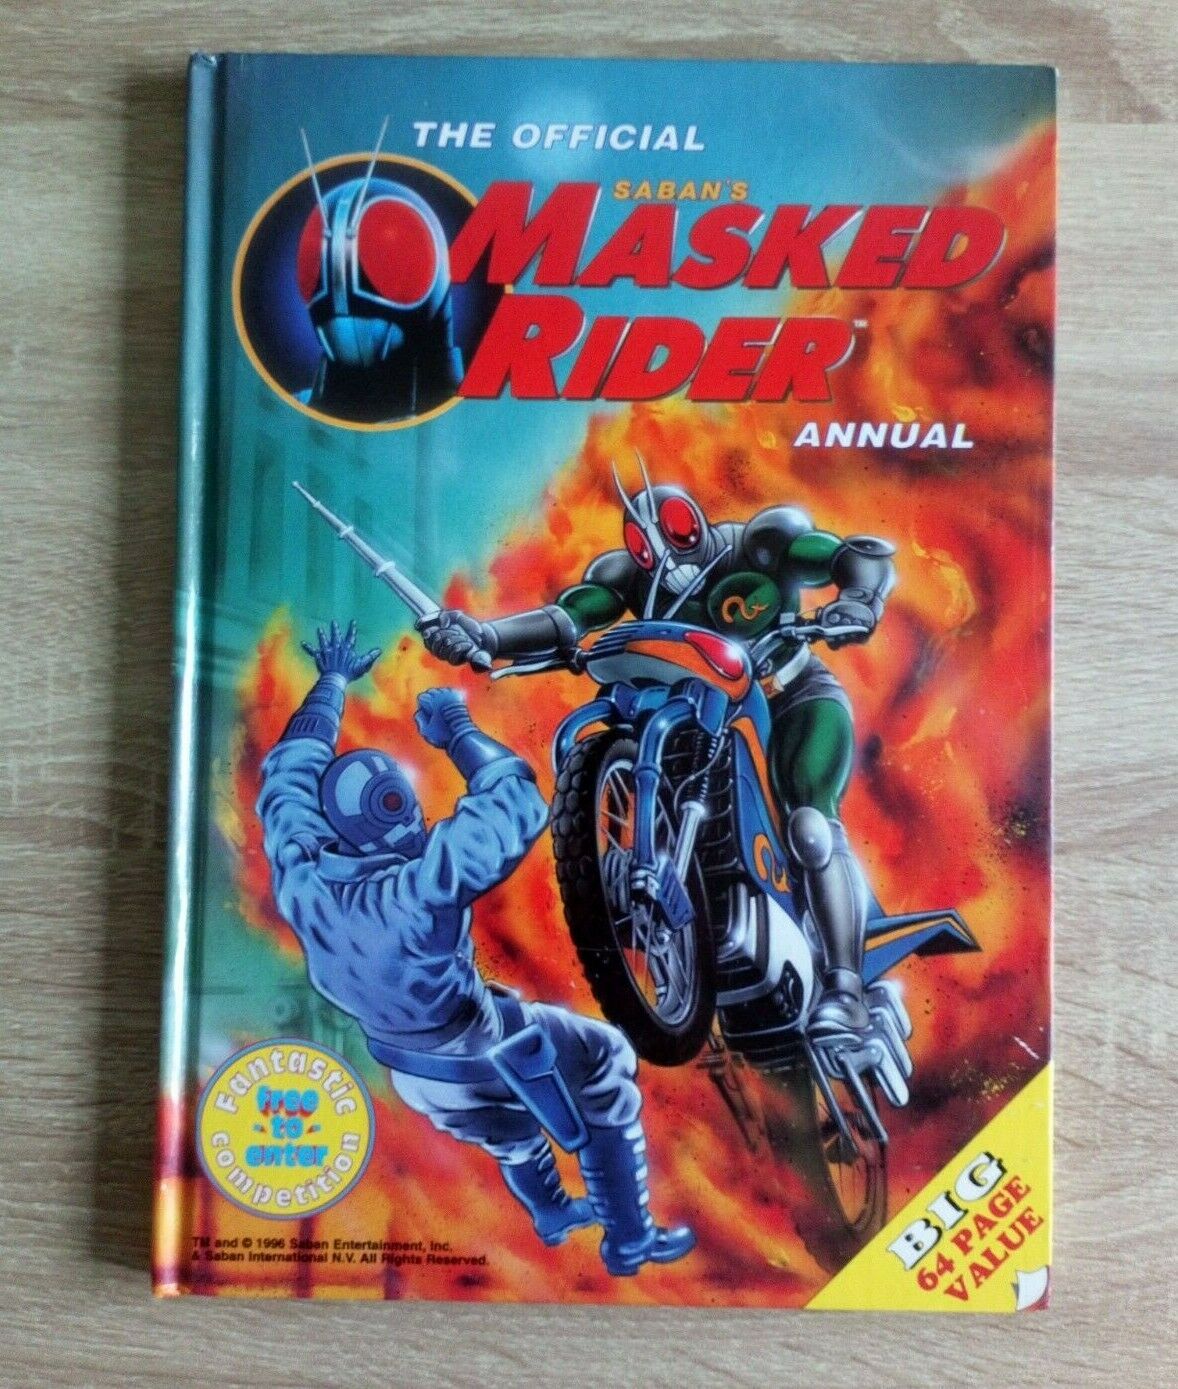 THE OFFICIAL
SABAN'S
MASKED
RIDER™
ANNUAL
Fantastic
free
- to -
enter
competition
TM and © 1996 Saban Entertainment, Inc.
& Saban International N.V. All Rights Reserved.
BIG
64 PAGE
VALUE